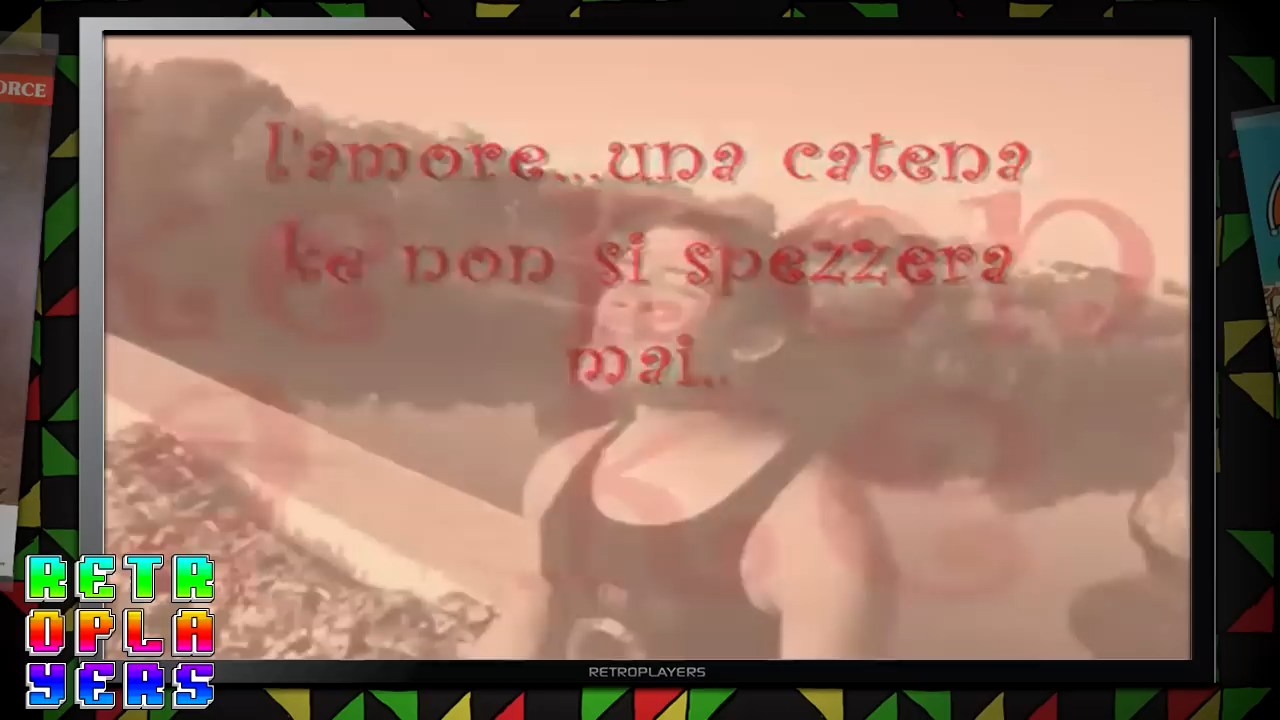 ORCE
l'amore...una catena
ke non si spezzera
mai..
RETR
OPLA
YERS
RETROPLAYERS